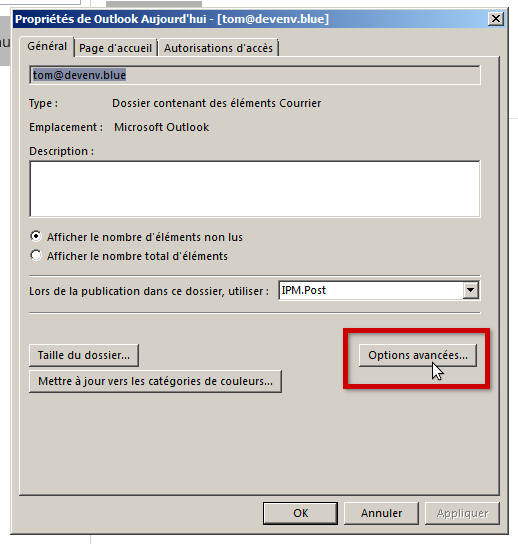 Propriétés de Outlook Aujourd'hui - [tom@devenv.blue]
Général Page d'accueil Autorisations d'accès
tom@devenv.blue
Type : Dossier contenant des éléments Courrier
Emplacement : Microsoft Outlook
Description :
Afficher le nombre d'éléments non lus
Afficher le nombre total d'éléments
Lors de la publication dans ce dossier, utiliser : IPM.Post
Taille du dossier... Options avancées...
Mettre à jour vers les catégories de couleurs...
OK Annuler Appliquer